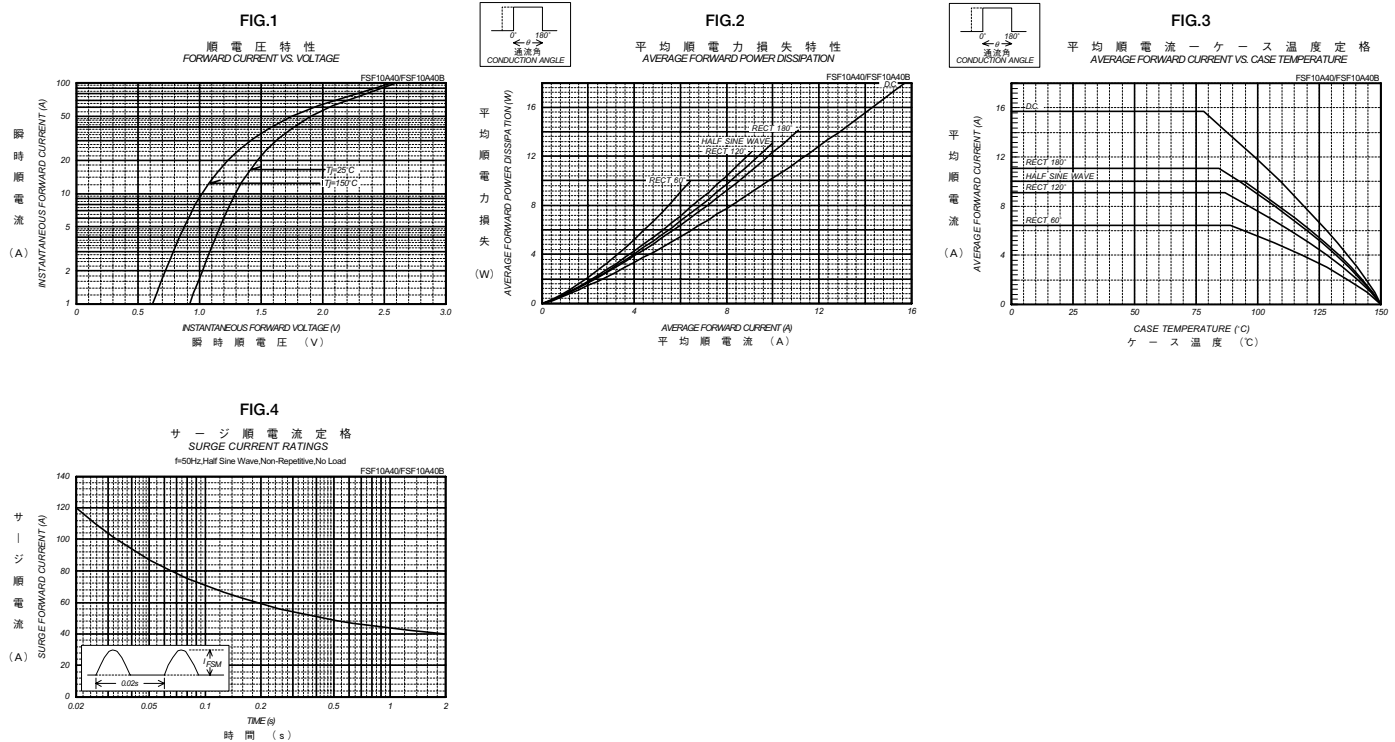 FIG.1
順電圧特性
FORWARD CURRENT VS. VOLTAGE
FSF10A40/FSF10A40B
瞬時順電流 (A)
INSTANTANEOUS FORWARD CURRENT (A)
100
50
20
10
5
2
1
Tj=25°C
Tj=150°C
0 0.5 1.0 1.5 2.0 2.5 3.0
INSTANTANEOUS FORWARD VOLTAGE (V)
瞬時順電圧 (V)
0° 180°
θ
通流角
CONDUCTION ANGLE
FIG.2
平均順電力損失特性
AVERAGE FORWARD POWER DISSIPATION
FSF10A40/FSF10A40B
平均順電力損失 (W)
AVERAGE FORWARD POWER DISSIPATION (W)
16
12
8
4
0
D.C.
RECT 180°
HALF SINE WAVE
RECT 120°
RECT 60°
0 4 8 12 16
AVERAGE FORWARD CURRENT (A)
平均順電流 (A)
0° 180°
θ
通流角
CONDUCTION ANGLE
FIG.3
平均順電流ーケース温度定格
AVERAGE FORWARD CURRENT VS. CASE TEMPERATURE
FSF10A40/FSF10A40B
平均順電流 (A)
AVERAGE FORWARD CURRENT (A)
16
12
8
4
0
D.C.
RECT 180°
HALF SINE WAVE
RECT 120°
RECT 60°
0 25 50 75 100 125 150
CASE TEMPERATURE (°C)
ケース温度 (℃)
FIG.4
サージ順電流定格
SURGE CURRENT RATINGS
f=50Hz,Half Sine Wave,Non-Repetitive,No Load
FSF10A40/FSF10A40B
サージ順電流 (A)
SURGE FORWARD CURRENT (A)
140
120
100
80
60
40
20
0
I FSM
0.02s
0.02 0.05 0.1 0.2 0.5 1 2
TIME (s)
時間 (s)